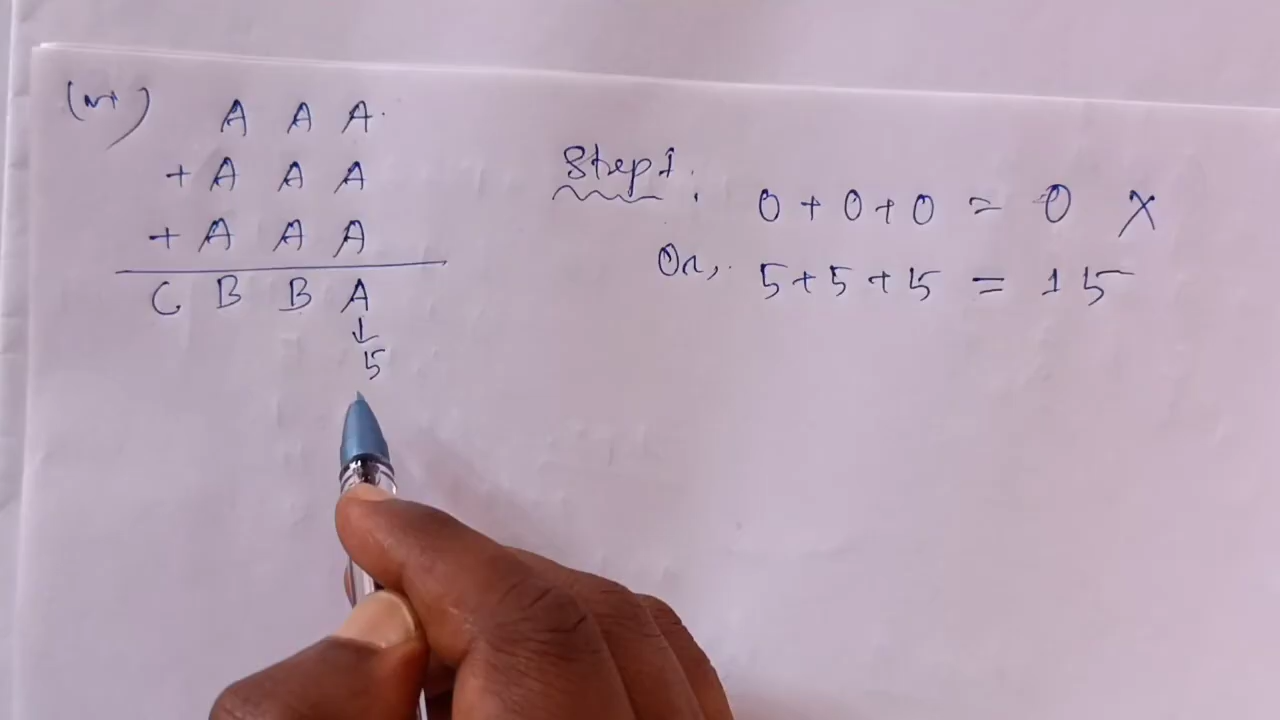 A A A
+ A A A
+ A A A
C B B A
↓
5
Step 1.
0 + 0 + 0 = 0 X
Or, 5 + 5 + 5 = 15